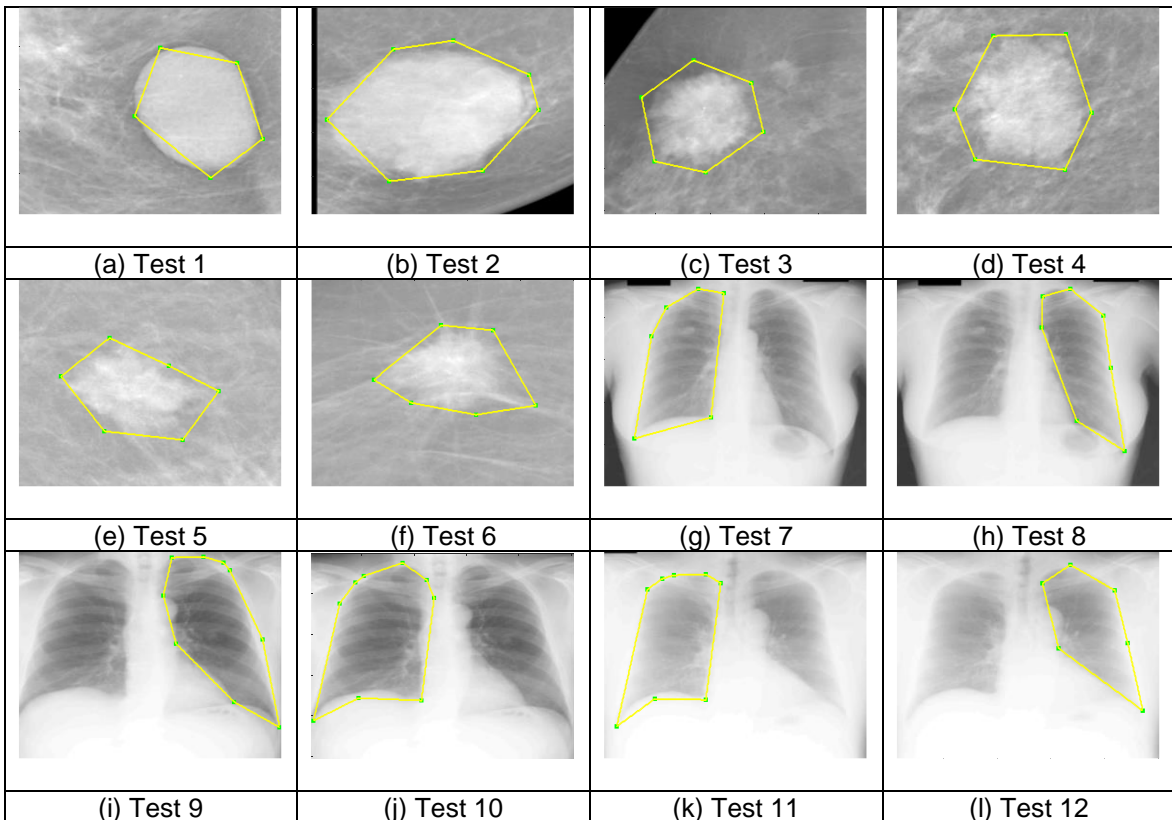 (a) Test 1 (b) Test 2 (c) Test 3 (d) Test 4
(e) Test 5 (f) Test 6 (g) Test 7 (h) Test 8
(i) Test 9 (j) Test 10 (k) Test 11 (l) Test 12